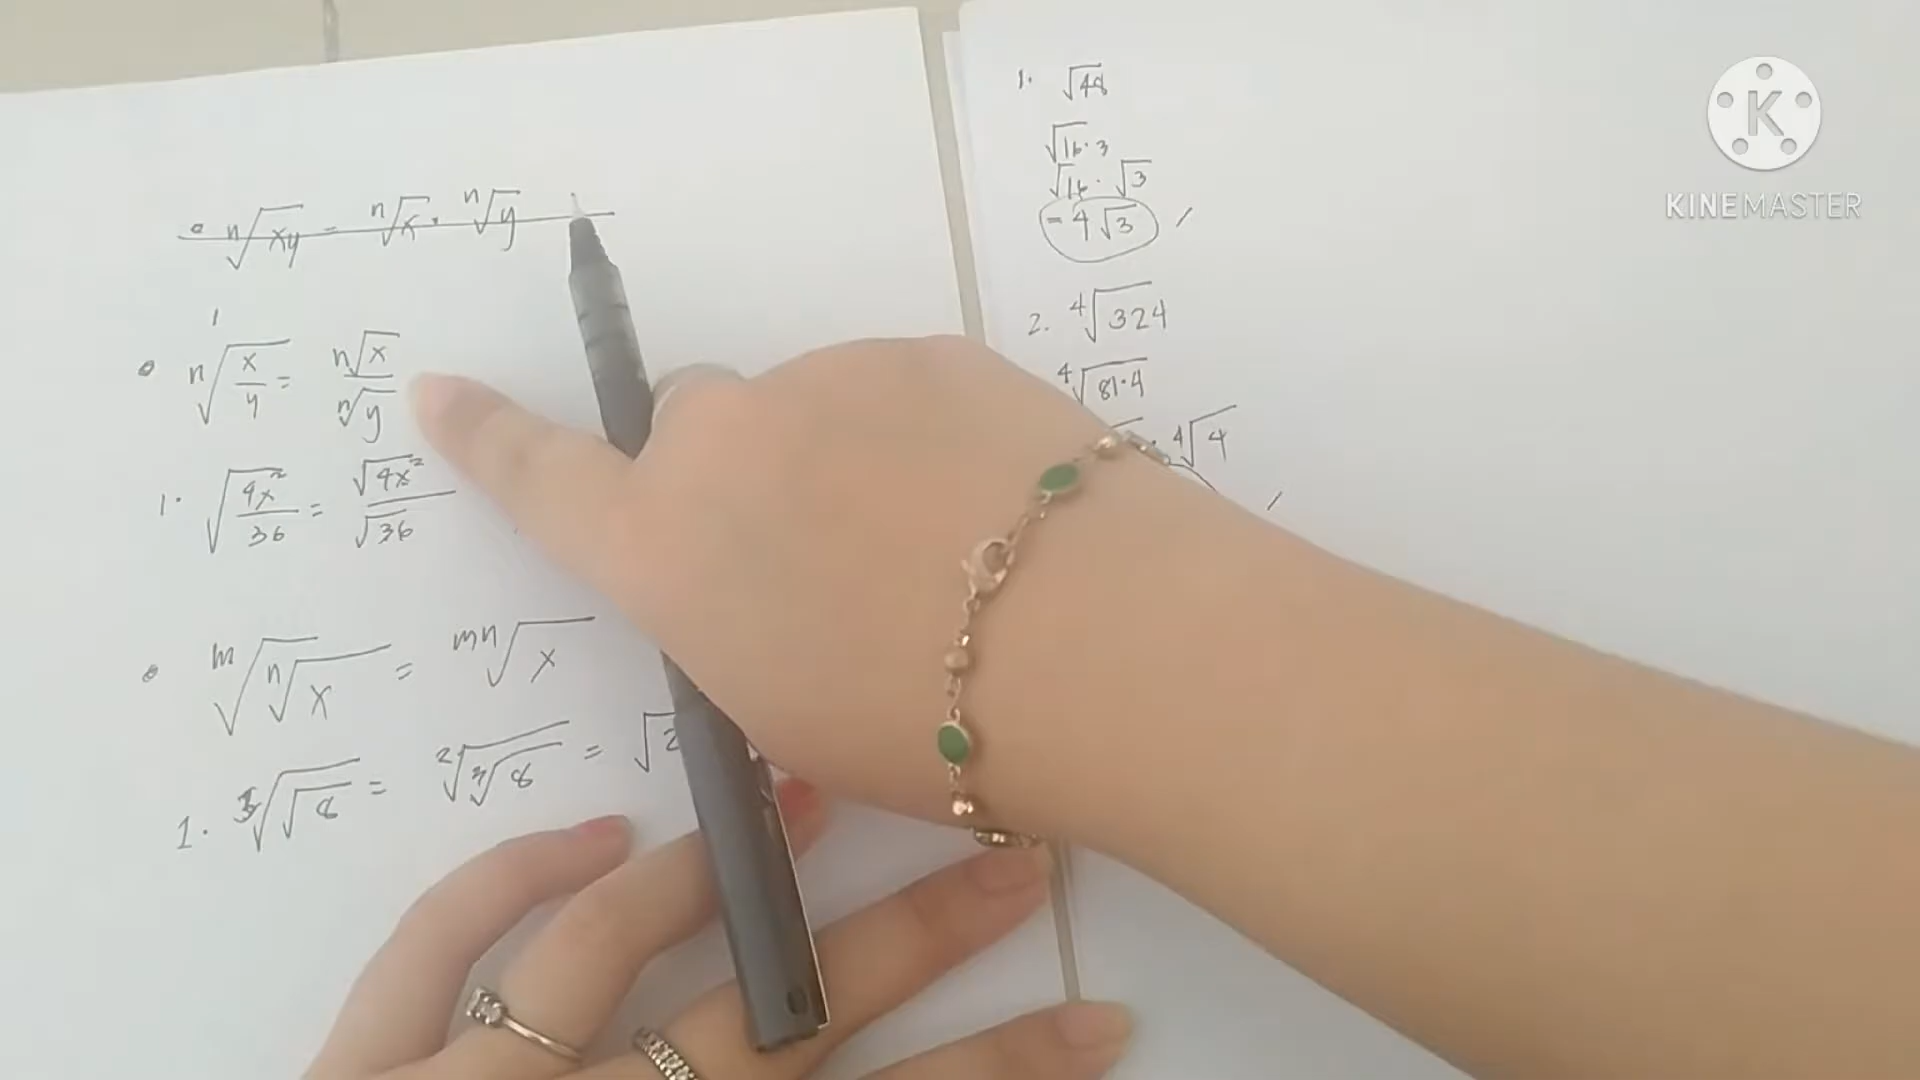 • ⁿ√xy = ⁿ√x · ⁿ√y
• ⁿ√x/y = ⁿ√x/ⁿ√y
1. √4x²/36 = √4x²/√36
• ᵐ√ⁿ√x = ᵐⁿ√x
1. ³√√8 = ²√³√8 = √2
1. √48
√16·3
√16 · √3
= 4√3
2. ⁴√324
⁴√81·4
· ⁴√4
K
KINEMASTER